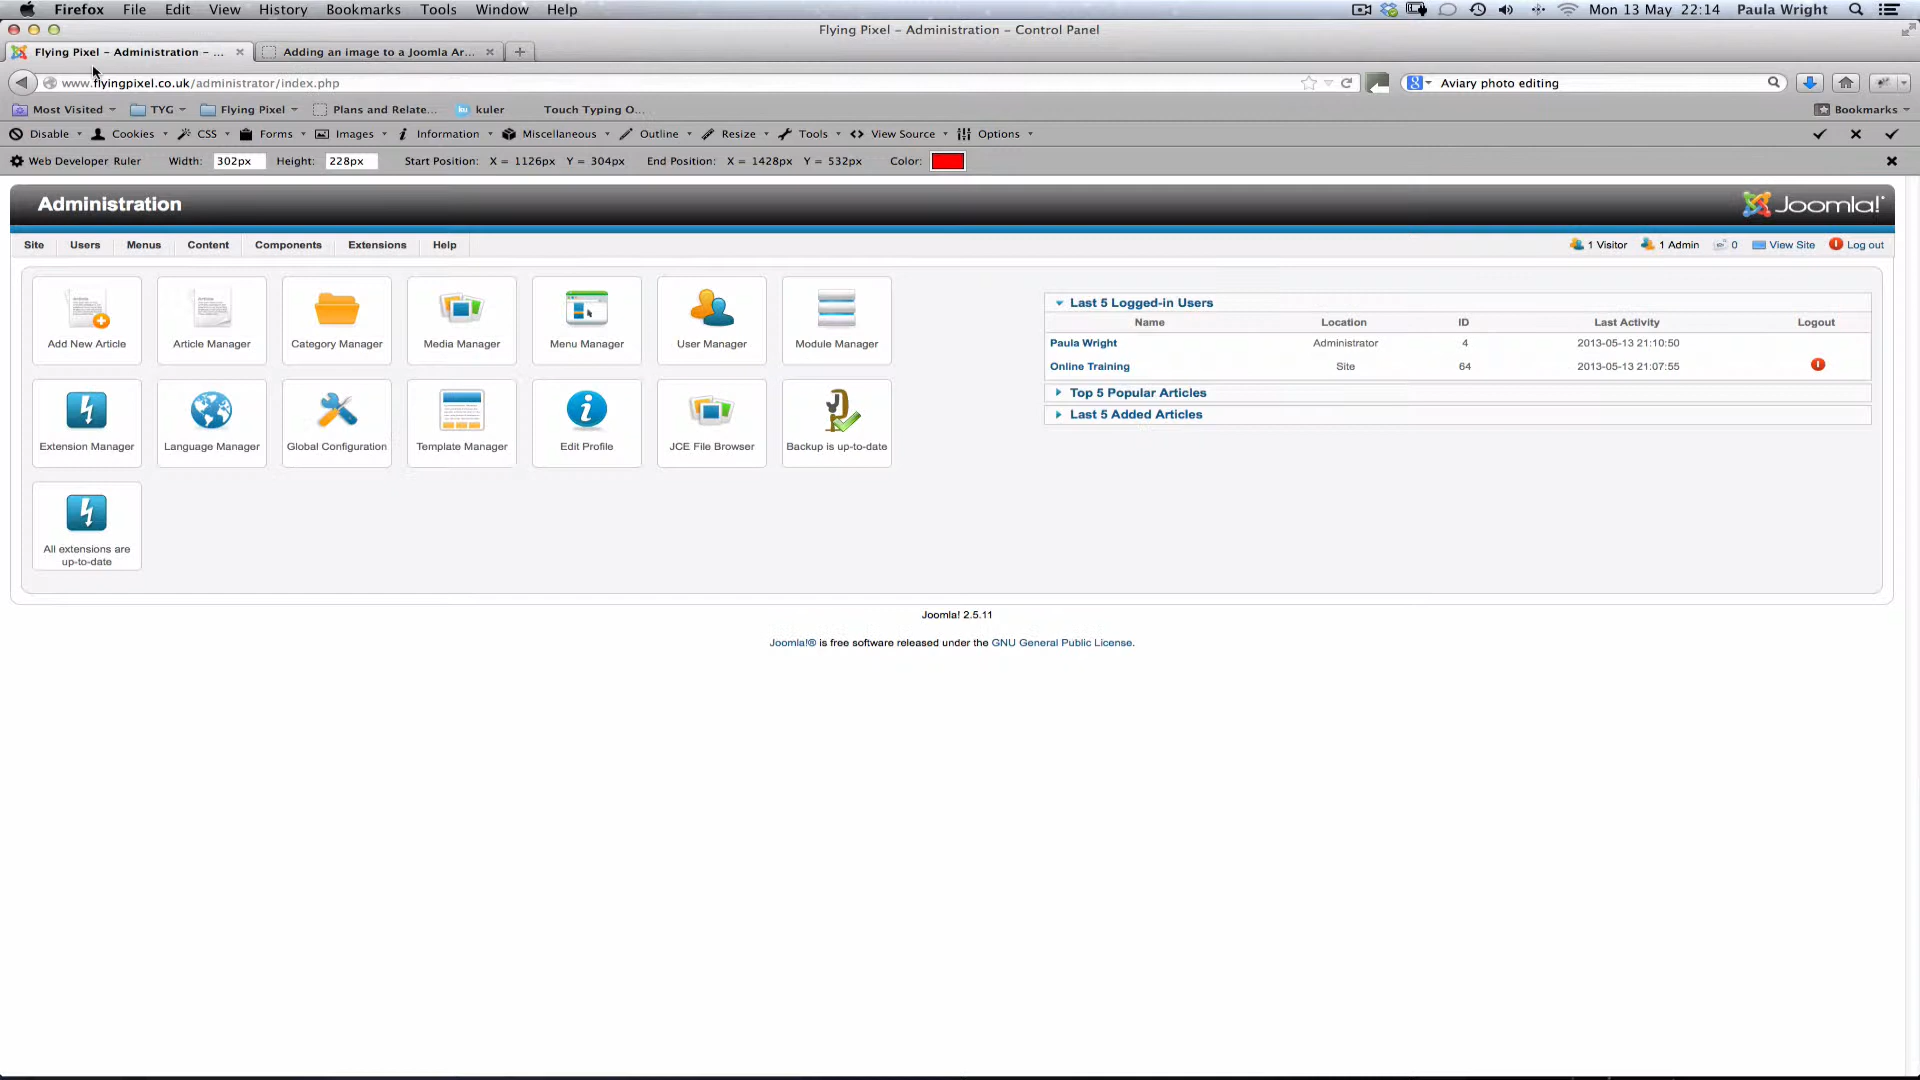 Firefox File Edit View History Bookmarks Tools Window Help Mon 13 May 22:14 Paula Wright
Flying Pixel – Administration – Control Panel
Flying Pixel – Administration – ... Adding an image to a Joomla Ar...
www.flyingpixel.co.uk/administrator/index.php Aviary photo editing
Most Visited TYG Flying Pixel Plans and Relate... ku kuler Touch Typing O... Bookmarks
Disable Cookies CSS Forms Images Information Miscellaneous Outline Resize Tools View Source Options
Web Developer Ruler Width: 302px Height: 228px Start Position: X = 1126px Y = 304px End Position: X = 1428px Y = 532px Color:
Administration Joomla!
Site Users Menus Content Components Extensions Help 1 Visitor 1 Admin 0 View Site Log out
Add New Article Article Manager Category Manager Media Manager Menu Manager User Manager Module Manager
Extension Manager Language Manager Global Configuration Template Manager Edit Profile JCE File Browser Backup is up-to-date
All extensions are
up-to-date
Last 5 Logged-in Users
Name Location ID Last Activity Logout
Paula Wright Administrator 4 2013-05-13 21:10:50
Online Training Site 64 2013-05-13 21:07:55
Top 5 Popular Articles
Last 5 Added Articles
Joomla! 2.5.11
Joomla!® is free software released under the GNU General Public License.